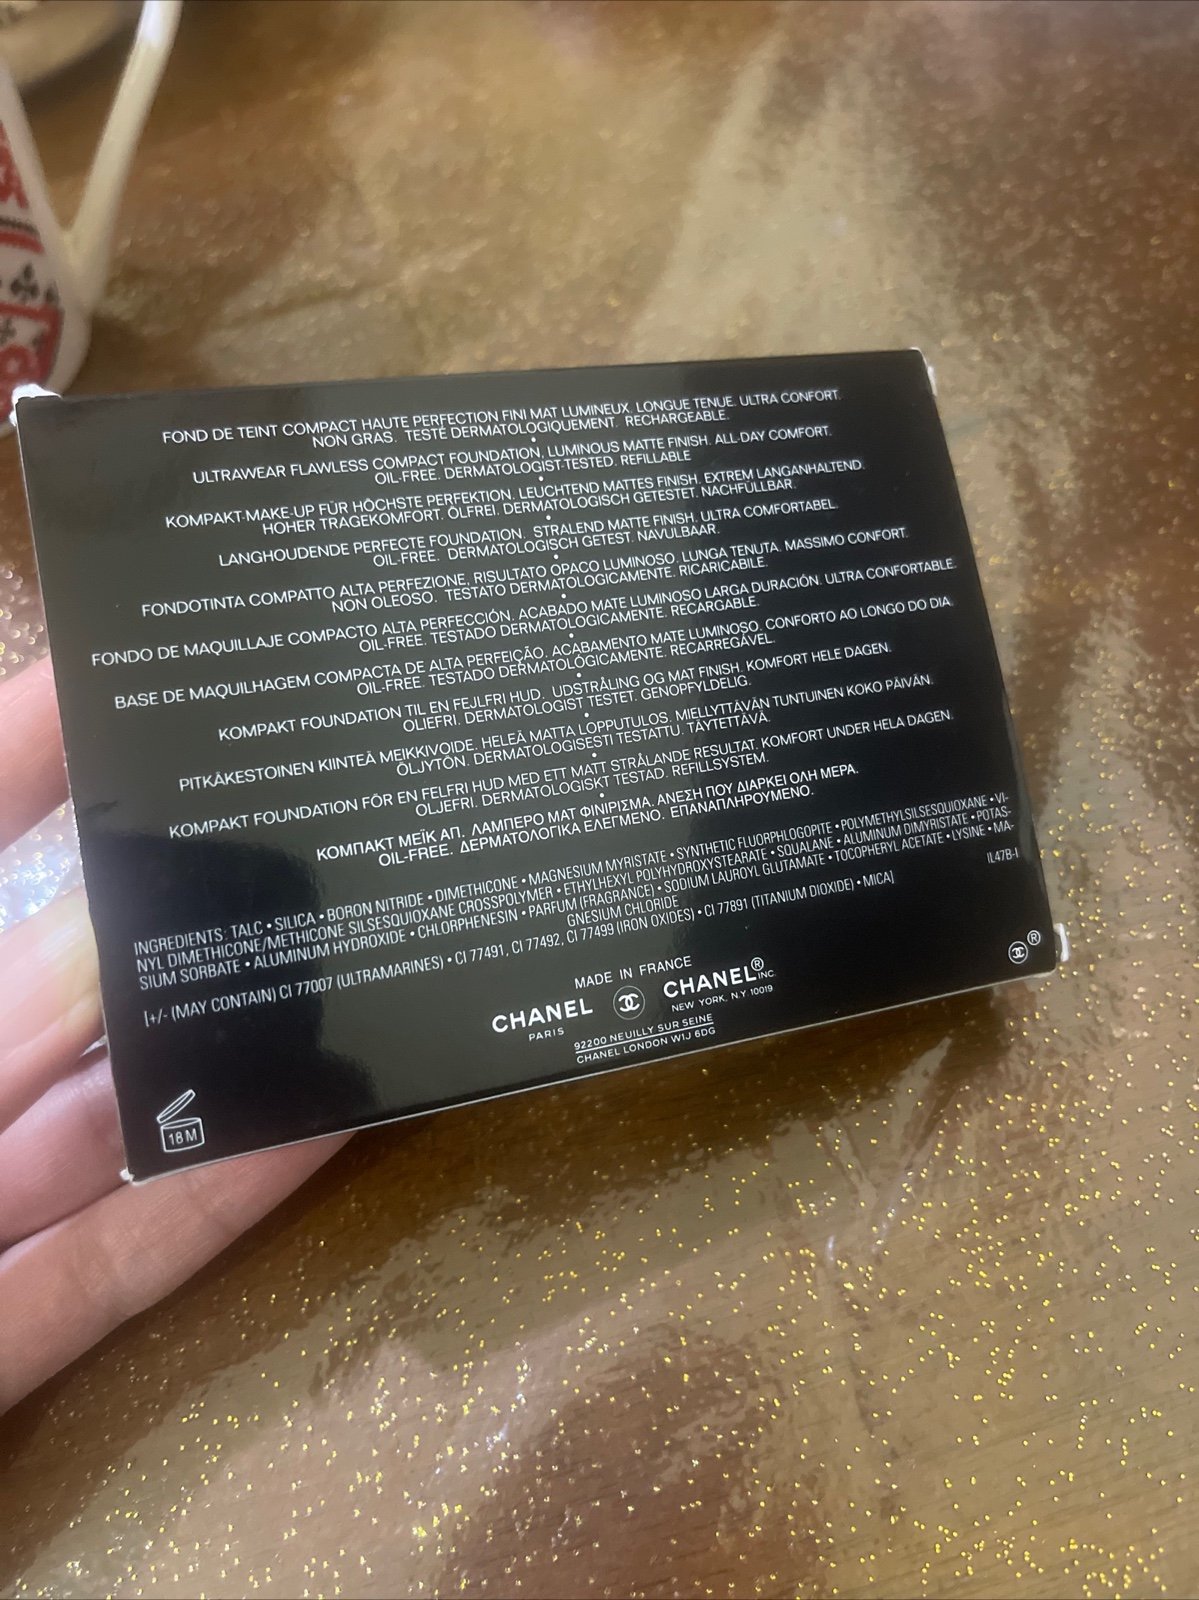 FOND DE TEINT COMPACT HAUTE PERFECTION FINI MAT LUMINEUX. LONGUE TENUE. ULTRA CONFORT.
NON GRAS. TESTÉ DERMATOLOGIQUEMENT. RECHARGEABLE.
•
ULTRAWEAR FLAWLESS COMPACT FOUNDATION, LUMINOUS MATTE FINISH. ALL-DAY COMFORT.
OIL-FREE. DERMATOLOGIST-TESTED. REFILLABLE
•
KOMPAKT-MAKE-UP FÜR HÖCHSTE PERFEKTION. LEUCHTEND MATTES FINISH. EXTREM LANGANHALTEND.
HOHER TRAGEKOMFORT. ÖLFREI. DERMATOLOGISCH GETESTET. NACHFÜLLBAR.
•
LANGHOUDENDE PERFECTE FOUNDATION. STRALEND MATTE FINISH. ULTRA COMFORTABEL.
OIL-FREE. DERMATOLOGISCH GETEST. NAVULBAAR.
•
FONDOTINTA COMPATTO ALTA PERFEZIONE, RISULTATO OPACO LUMINOSO. LUNGA TENUTA. MASSIMO CONFORT.
NON OLEOSO. TESTATO DERMATOLOGICAMENTE. RICARICABILE.
•
FONDO DE MAQUILLAJE COMPACTO ALTA PERFECCIÓN. ACABADO MATE LUMINOSO LARGA DURACIÓN. ULTRA CONFORTABLE.
OIL-FREE. TESTADO DERMATOLÓGICAMENTE. RECARGABLE.
•
BASE DE MAQUILHAGEM COMPACTA DE ALTA PERFEIÇÃO. ACABAMENTO MATE LUMINOSO. CONFORTO AO LONGO DO DIA.
OIL-FREE. TESTADO DERMATOLÓGICAMENTE. RECARREGÁVEL.
•
KOMPAKT FOUNDATION TIL EN FEJLFRI HUD. UDSTRÅLING OG MAT FINISH. KOMFORT HELE DAGEN.
OLIEFRI. DERMATOLOGIST TESTET. GENOPFYLDELIG.
•
PITKÄKESTOINEN KIINTEÄ MEIKKIVOIDE. HELEÄ MATTA LOPPUTULOS. MIELLYTTÄVÄN TUNTUINEN KOKO PÄIVÄN.
ÖLJYTÖN. DERMATOLOGISESTI TESTATTU. TÄYTETTÄVÄ.
•
KOMPAKT FOUNDATION FÖR EN FELFRI HUD MED ETT MATT STRÅLANDE RESULTAT. KOMFORT UNDER HELA DAGEN.
OLJEFRI. DERMATOLOGISKT TESTAD. REFILLSYSTEM.
•
ΚΟΜΠΑΚΤ ΜΕΪΚ ΑΠ. ΛΑΜΠΕΡΟ ΜΑΤ ΦΙΝΙΡΙΣΜΑ. ΑΝΕΣΗ ΠΟΥ ΔΙΑΡΚΕΙ ΟΛΗ ΜΕΡΑ.
OIL-FREE. ΔΕΡΜΑΤΟΛΟΓΙΚΑ ΕΛΕΓΜΕΝΟ. ΕΠΑΝΑΠΛΗΡΟΥΜΕΝΟ.
INGREDIENTS: TALC • SILICA • BORON NITRIDE • DIMETHICONE • MAGNESIUM MYRISTATE • SYNTHETIC FLUORPHLOGOPITE • POLYMETHYLSILSESQUIOXANE • VI-
NYL DIMETHICONE/METHICONE SILSESQUIOXANE CROSSPOLYMER • ETHYLHEXYL POLYHYDROXYSTEARATE • SQUALANE • ALUMINUM DIMYRISTATE • POTAS-
SIUM SORBATE • ALUMINUM HYDROXIDE • CHLORPHENESIN • PARFUM (FRAGRANCE) • SODIUM LAUROYL GLUTAMATE • TOCOPHERYL ACETATE • LYSINE • MA-
GNESIUM CHLORIDE
IL47B-I
[+/- (MAY CONTAIN) CI 77007 (ULTRAMARINES) • CI 77491, CI 77492, CI 77499 (IRON OXIDES) • CI 77891 (TITANIUM DIOXIDE) • MICA]
MADE IN FRANCE
CHANEL CHANEL® INC
PARIS NEW YORK. N.Y 10019
92200 NEUILLY SUR SEINE
CHANEL LONDON W1J 6DG
®
18 M